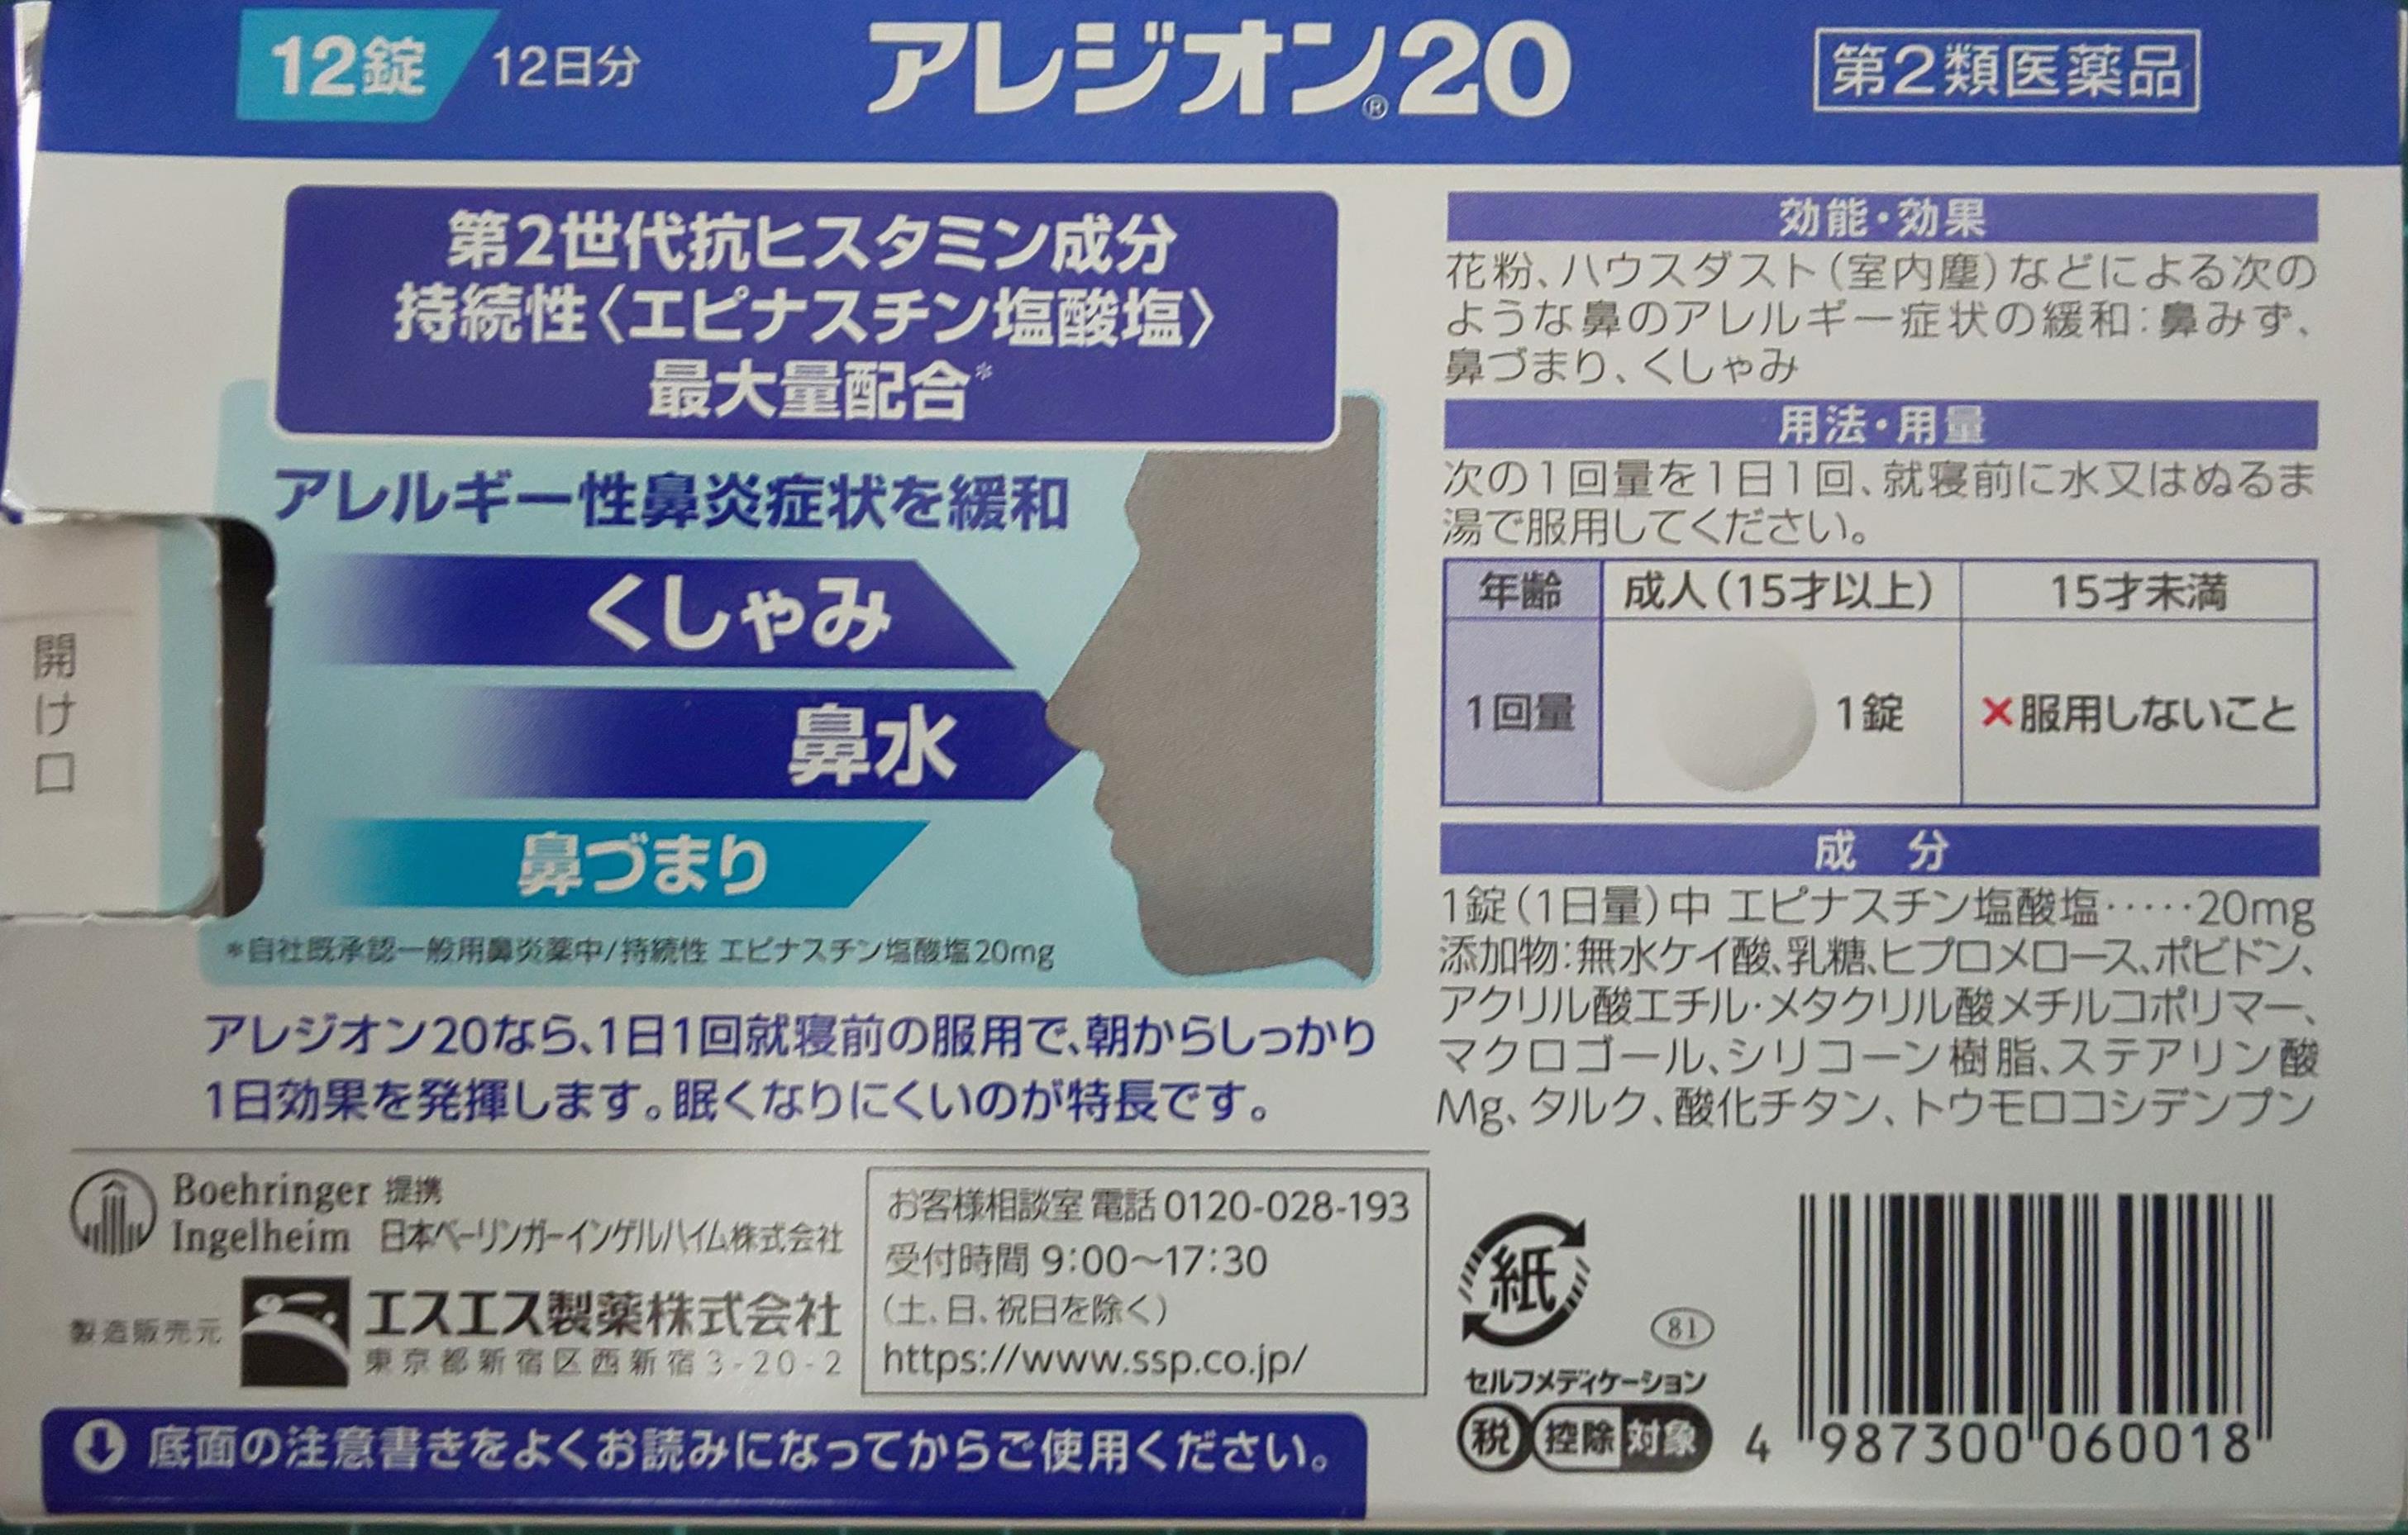 12錠 12日分 アレジオン®20 第2類医薬品
第2世代抗ヒスタミン成分
持続性〈エピナスチン塩酸塩〉
最大量配合*
アレルギー性鼻炎症状を緩和
くしゃみ
鼻水
鼻づまり
*自社既承認一般用鼻炎薬中/持続性 エピナスチン塩酸塩20mg
開け口
アレジオン20なら、1日1回就寝前の服用で、朝からしっかり
1日効果を発揮します。眠くなりにくいのが特長です。
効能・効果
花粉、ハウスダスト(室内塵)などによる次の
ような鼻のアレルギー症状の緩和:鼻みず、
鼻づまり、くしゃみ
用法・用量
次の1回量を1日1回、就寝前に水又はぬるま
湯で服用してください。
年齢 成人(15才以上) 15才未満
1回量 1錠 ×服用しないこと
成 分
1錠(1日量)中 エピナスチン塩酸塩‥‥‥20mg
添加物:無水ケイ酸、乳糖、ヒプロメロース、ポビドン、
アクリル酸エチル・メタクリル酸メチルコポリマー、
マクロゴール、シリコーン樹脂、ステアリン酸
Mg、タルク、酸化チタン、トウモロコシデンプン
Boehringer Ingelheim 提携
日本ベーリンガーインゲルハイム株式会社
製造販売元 エスエス製薬株式会社
東京都新宿区西新宿3-20-2
お客様相談室 電話 0120-028-193
受付時間 9:00〜17:30
(土、日、祝日を除く)
https://www.ssp.co.jp/
紙
81
セルフメディケーション
税 控除 対象
4 987300 060018
底面の注意書きをよくお読みになってからご使用ください。